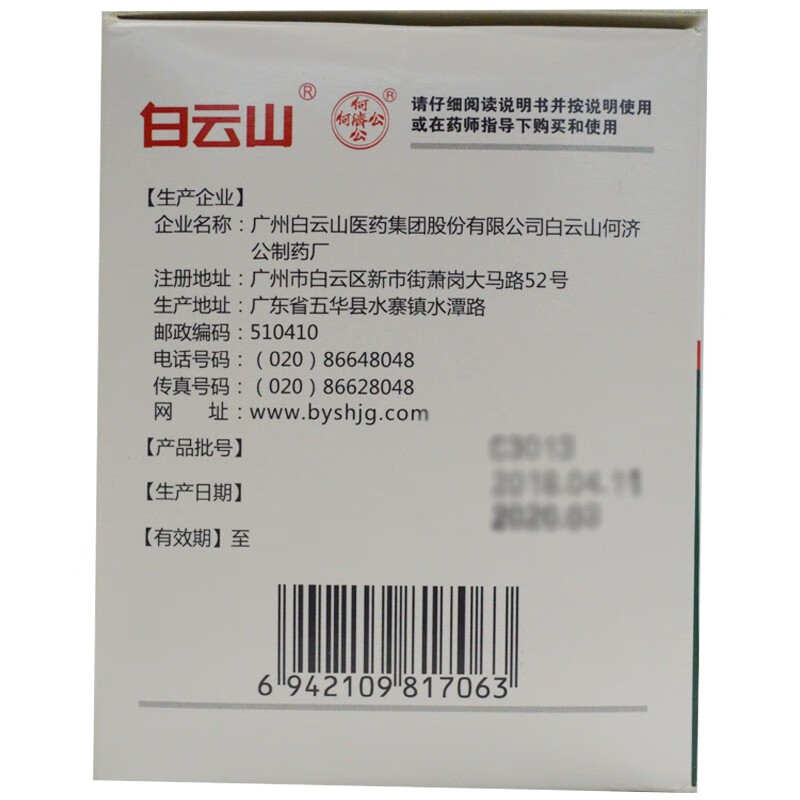 白云山®
何濟公
何
公
®
请仔细阅读说明书并按说明使用
或在药师指导下购买和使用
【生产企业】
企业名称：广州白云山医药集团股份有限公司白云山何济
公制药厂
注册地址：广州市白云区新市街萧岗大马路52号
生产地址：广东省五华县水寨镇水潭路
邮政编码：510410
电话号码：（020）86648048
传真号码：（020）86628048
网 址：www.byshjg.com
【产品批号】
【生产日期】
【有效期】至
6 942109 817063